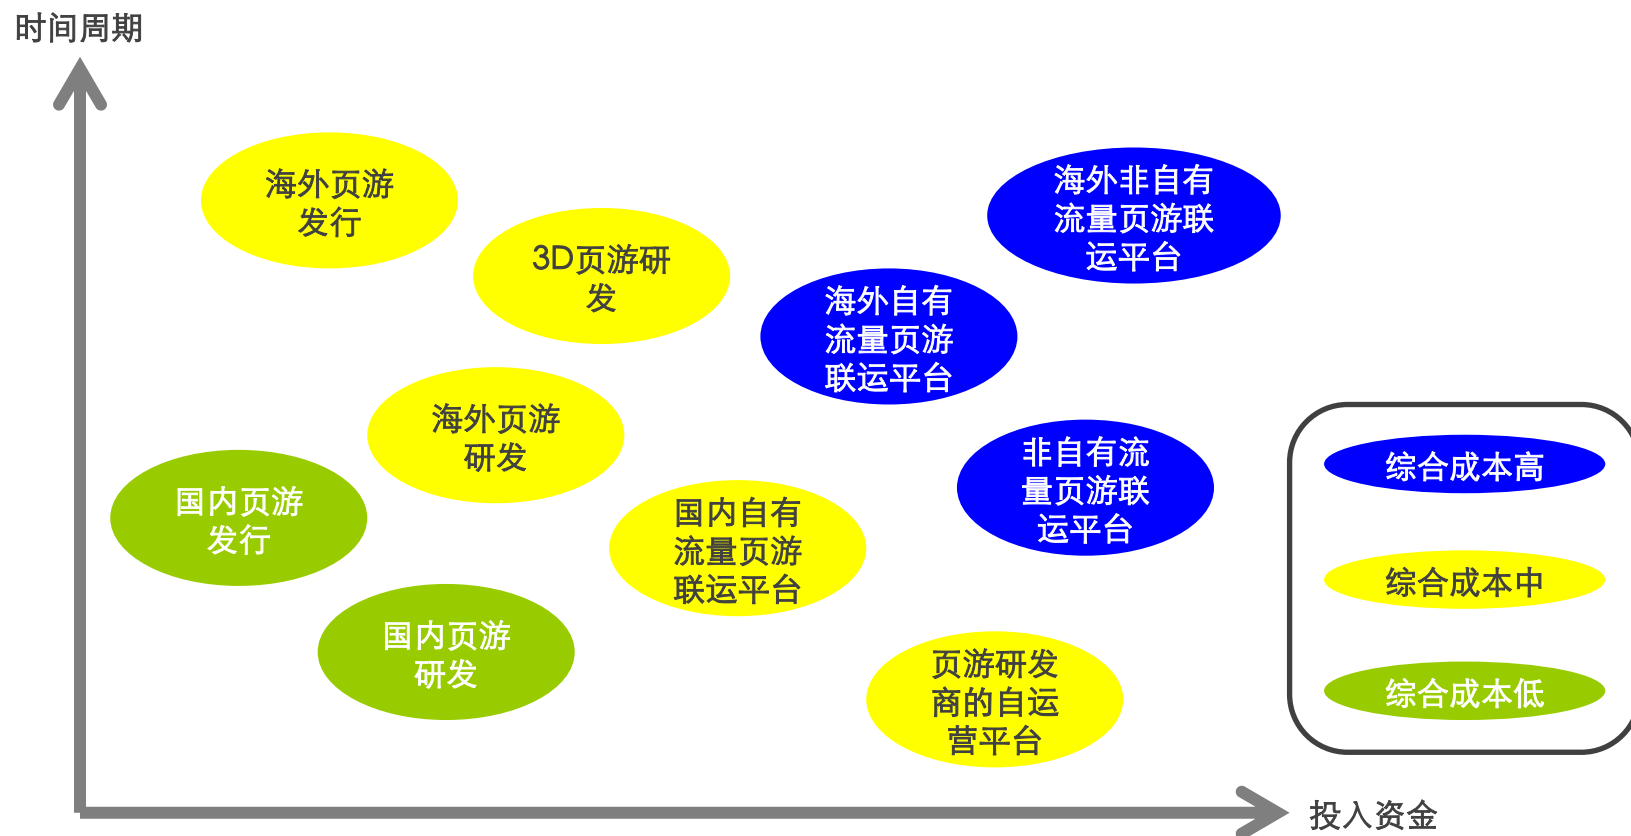 时间周期
海外页游
发行
3D页游研
发
海外非自有
流量页游联
运平台
海外自有
流量页游
联运平台
海外页游
研发
非自有流
量页游联
运平台
国内页游
发行
国内自有
流量页游
联运平台
国内页游
研发
页游研发
商的自运
营平台
综合成本高
综合成本中
综合成本低
投入资金